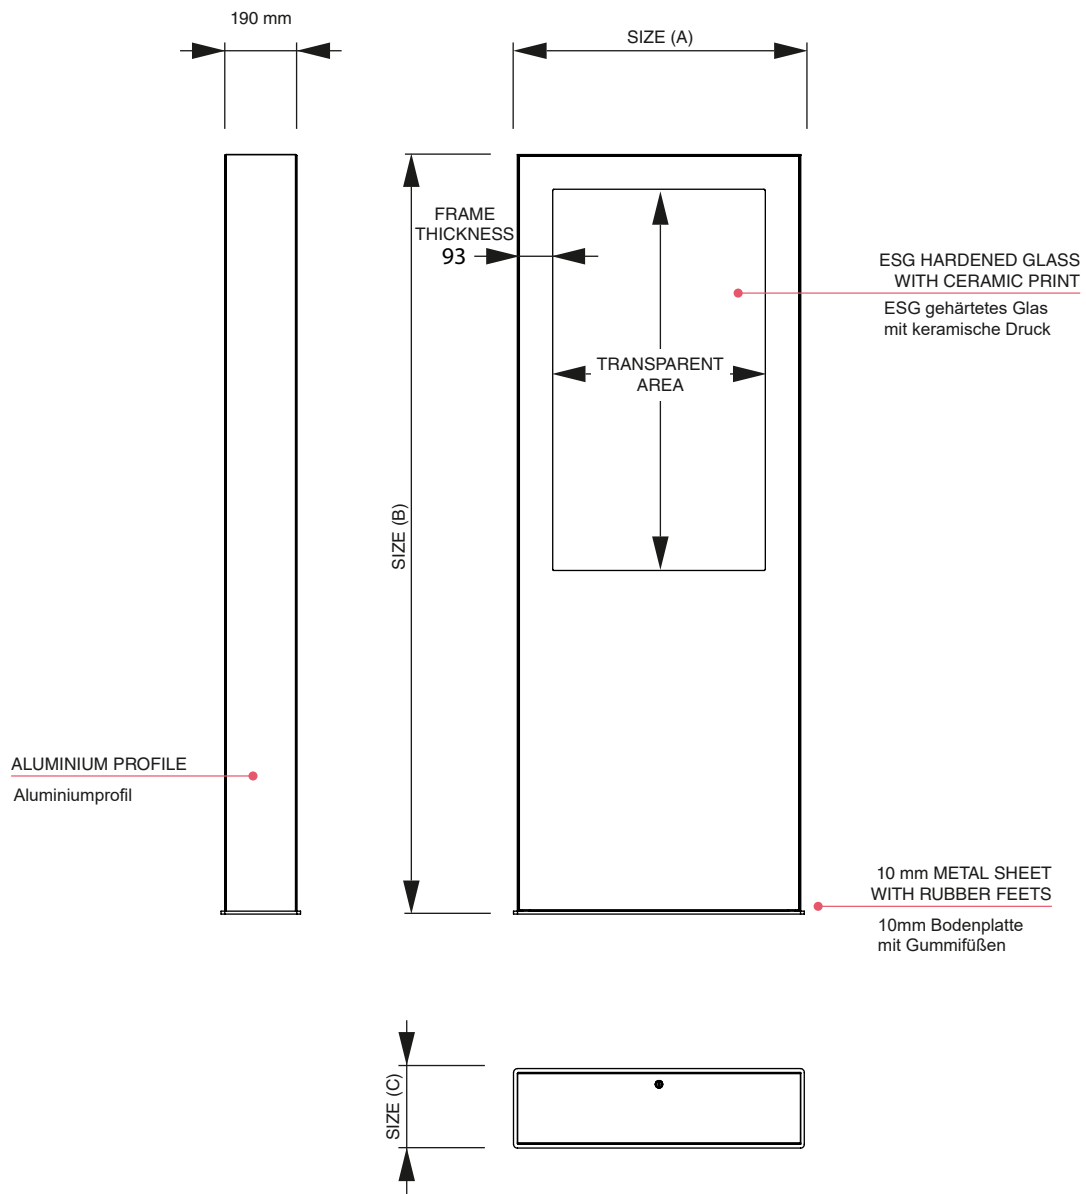 190 mm
SIZE (A)
FRAME
THICKNESS
93
ESG HARDENED GLASS
WITH CERAMIC PRINT
ESG gehärtetes Glas
mit keramische Druck
TRANSPARENT
AREA
SIZE (B)
ALUMINIUM PROFILE
Aluminiumprofil
10 mm METAL SHEET
WITH RUBBER FEETS
10mm Bodenplatte
mit Gummifüßen
SIZE (C)